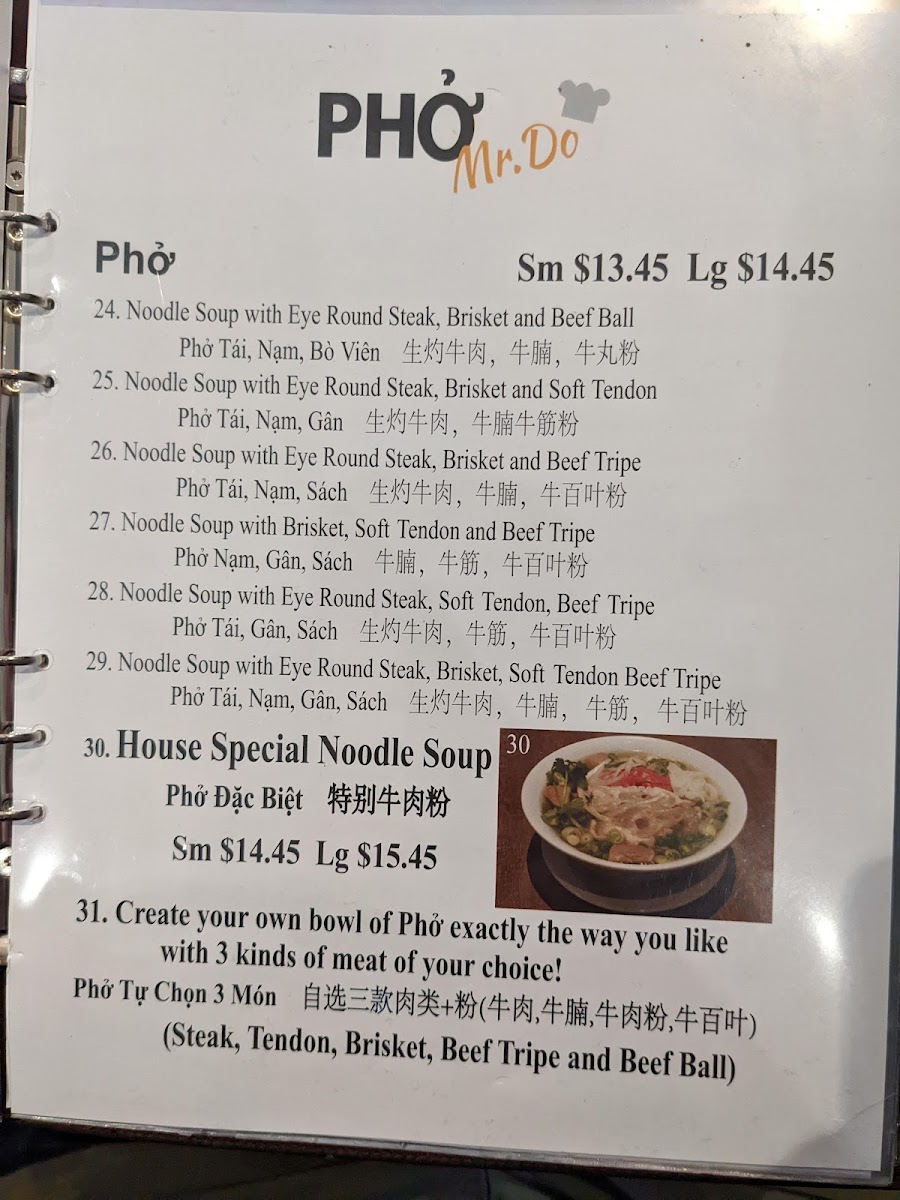 PHỞ
Mr.Do
Phở Sm $13.45 Lg $14.45
24. Noodle Soup with Eye Round Steak, Brisket and Beef Ball
Phở Tái, Nạm, Bò Viên 生灼牛肉，牛腩，牛丸粉
25. Noodle Soup with Eye Round Steak, Brisket and Soft Tendon
Phở Tái, Nạm, Gân 生灼牛肉，牛腩牛筋粉
26. Noodle Soup with Eye Round Steak, Brisket and Beef Tripe
Phở Tái, Nạm, Sách 生灼牛肉，牛腩，牛百叶粉
27. Noodle Soup with Brisket, Soft Tendon and Beef Tripe
Phở Nạm, Gân, Sách 牛腩，牛筋，牛百叶粉
28. Noodle Soup with Eye Round Steak, Soft Tendon, Beef Tripe
Phở Tái, Gân, Sách 生灼牛肉，牛筋，牛百叶粉
29. Noodle Soup with Eye Round Steak, Brisket, Soft Tendon Beef Tripe
Phở Tái, Nạm, Gân, Sách 生灼牛肉，牛腩，牛筋，牛百叶粉
30. House Special Noodle Soup
30
Phở Đặc Biệt 特别牛肉粉
Sm $14.45 Lg $15.45
31. Create your own bowl of Phở exactly the way you like
with 3 kinds of meat of your choice!
Phở Tự Chọn 3 Món 自选三款肉类+粉(牛肉,牛腩,牛肉粉,牛百叶)
(Steak, Tendon, Brisket, Beef Tripe and Beef Ball)